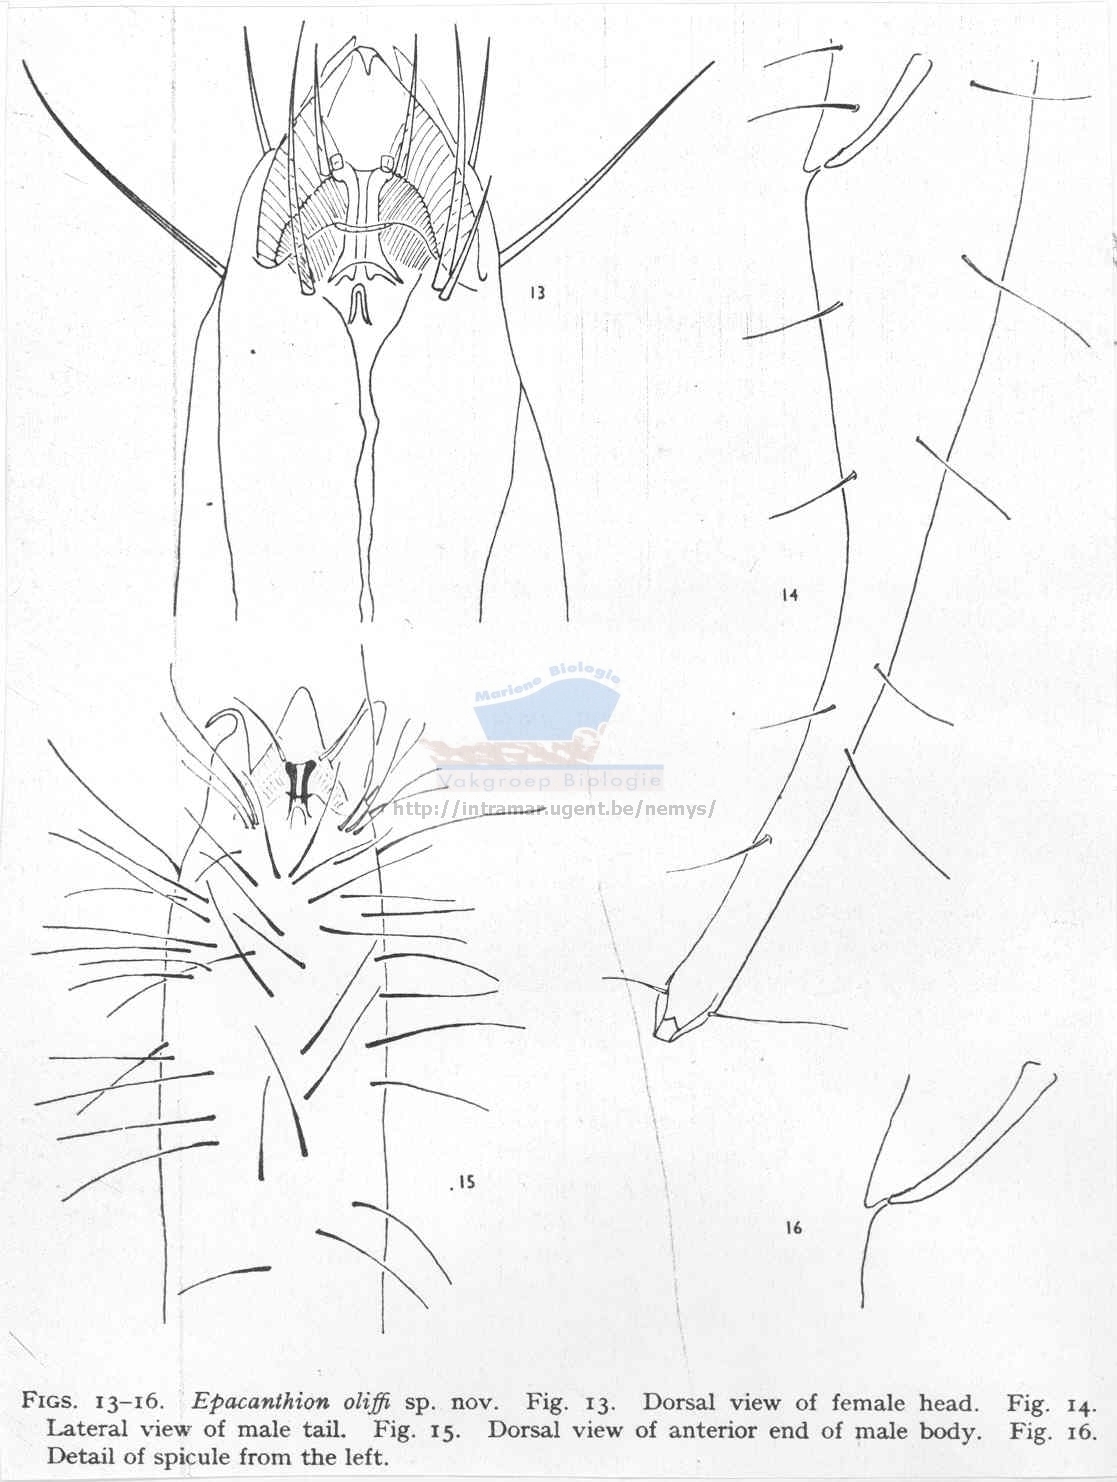 13
14
Mariene Biologie
Vakgroep Biologie
http://intramar.ugent.be/nemys/
15
16
FIGS. 13–16. Epacanthion oliffi sp. nov. Fig. 13. Dorsal view of female head. Fig. 14.
Lateral view of male tail. Fig. 15. Dorsal view of anterior end of male body. Fig. 16.
Detail of spicule from the left.